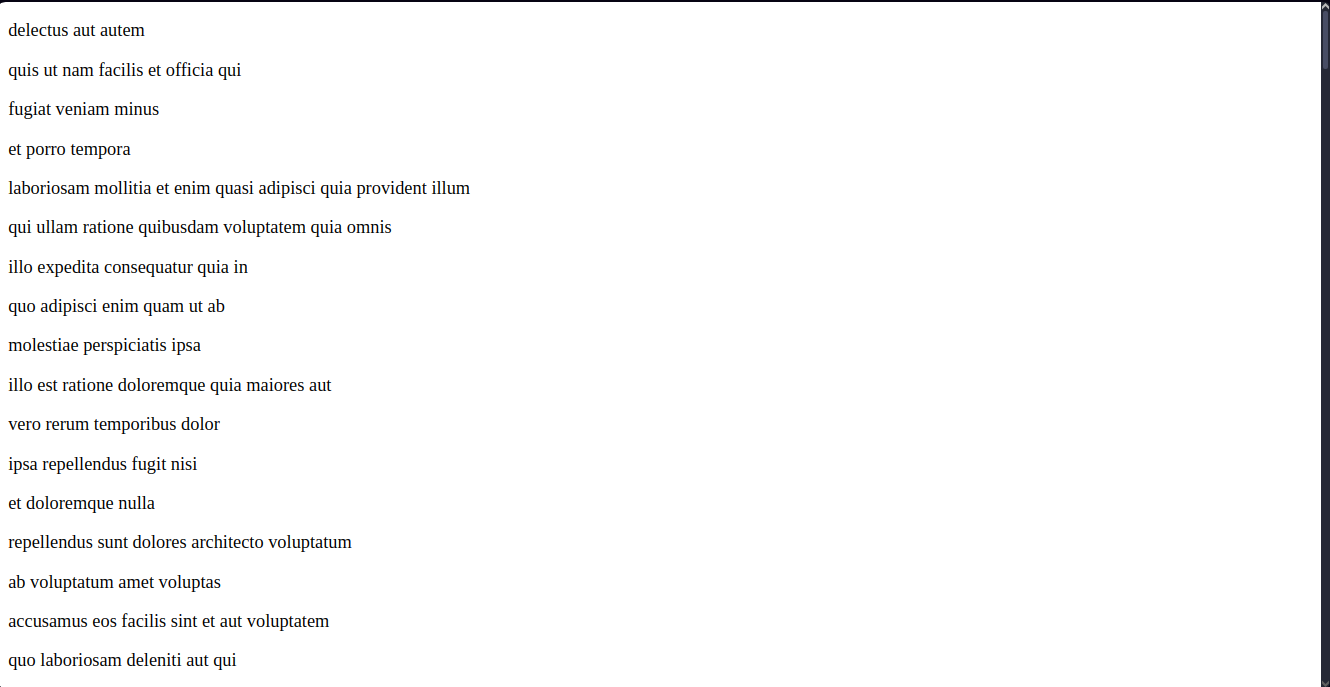 delectus aut autem
quis ut nam facilis et officia qui
fugiat veniam minus
et porro tempora
laboriosam mollitia et enim quasi adipisci quia provident illum
qui ullam ratione quibusdam voluptatem quia omnis
illo expedita consequatur quia in
quo adipisci enim quam ut ab
molestiae perspiciatis ipsa
illo est ratione doloremque quia maiores aut
vero rerum temporibus dolor
ipsa repellendus fugit nisi
et doloremque nulla
repellendus sunt dolores architecto voluptatum
ab voluptatum amet voluptas
accusamus eos facilis sint et aut voluptatem
quo laboriosam deleniti aut qui